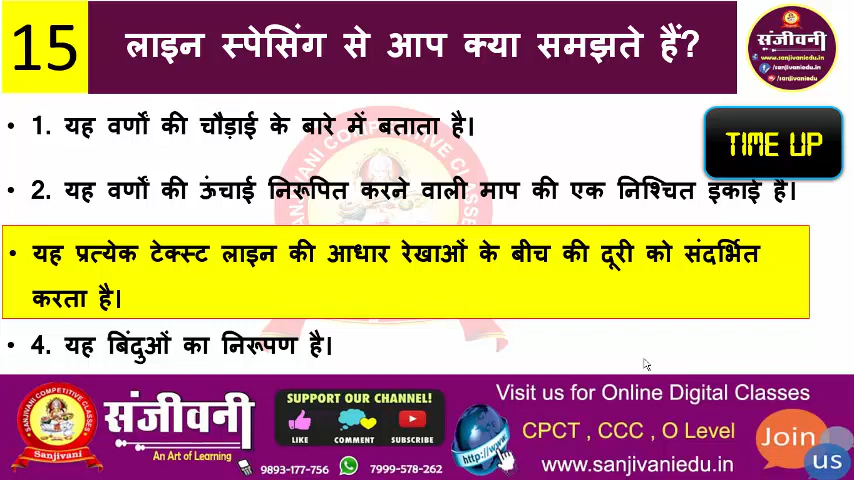 15
लाइन स्पेसिंग से आप क्या समझते हैं?
संजीवनी
www.sanjivaniedu.in
/sanjivaniedu.in
/sanjivaniedu
• 1. यह वर्णों की चौड़ाई के बारे में बताता है।
TIME UP
• 2. यह वर्णों की ऊंचाई निरूपित करने वाली माप की एक निश्चित इकाई है।
• यह प्रत्येक टेक्स्ट लाइन की आधार रेखाओं के बीच की दूरी को संदर्भित
करता है।
• 4. यह बिंदुओं का निरूपण है।
SANJIVANI COMPETITIVE CLASSES
Sanjivani
संजीवनी
An Art of Learning
SUPPORT OUR CHANNEL!
LIKE COMMENT SUBSCRIBE
9893-177-756 7999-578-262
http://www
Visit us for Online Digital Classes
CPCT , CCC , O Level
www.sanjivaniedu.in
Join
us